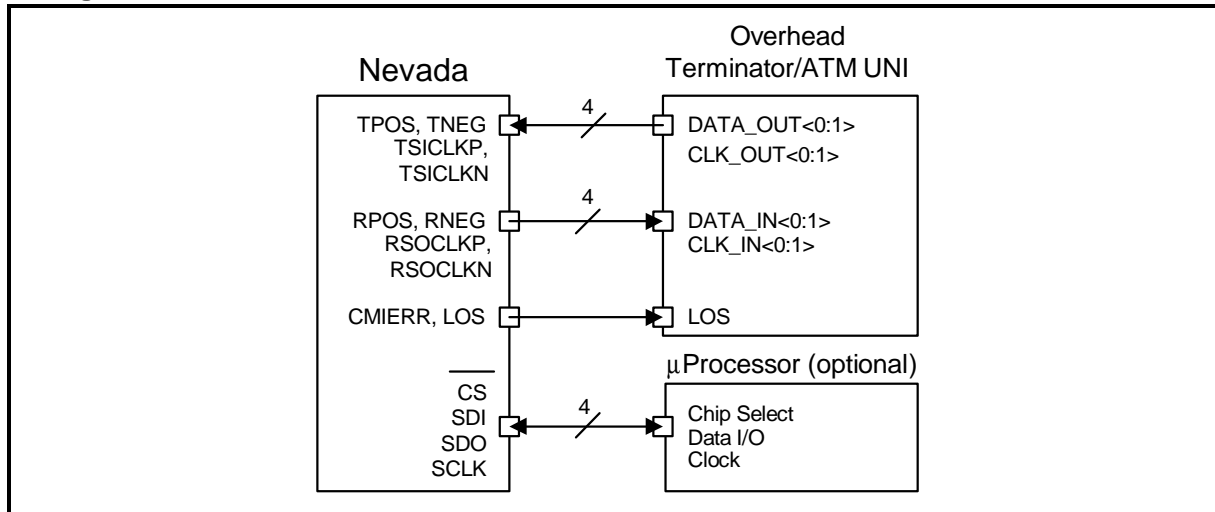 Nevada
Overhead
Terminator/ATM UNI
TPOS, TNEG
TSICLKP,
TSICLKN
4
DATA_OUT<0:1>
CLK_OUT<0:1>
RPOS, RNEG
RSOCLKP,
RSOCLKN
4
DATA_IN<0:1>
CLK_IN<0:1>
CMIERR, LOS
LOS
µProcessor (optional)
CS
SDI
SDO
SCLK
4
Chip Select
Data I/O
Clock